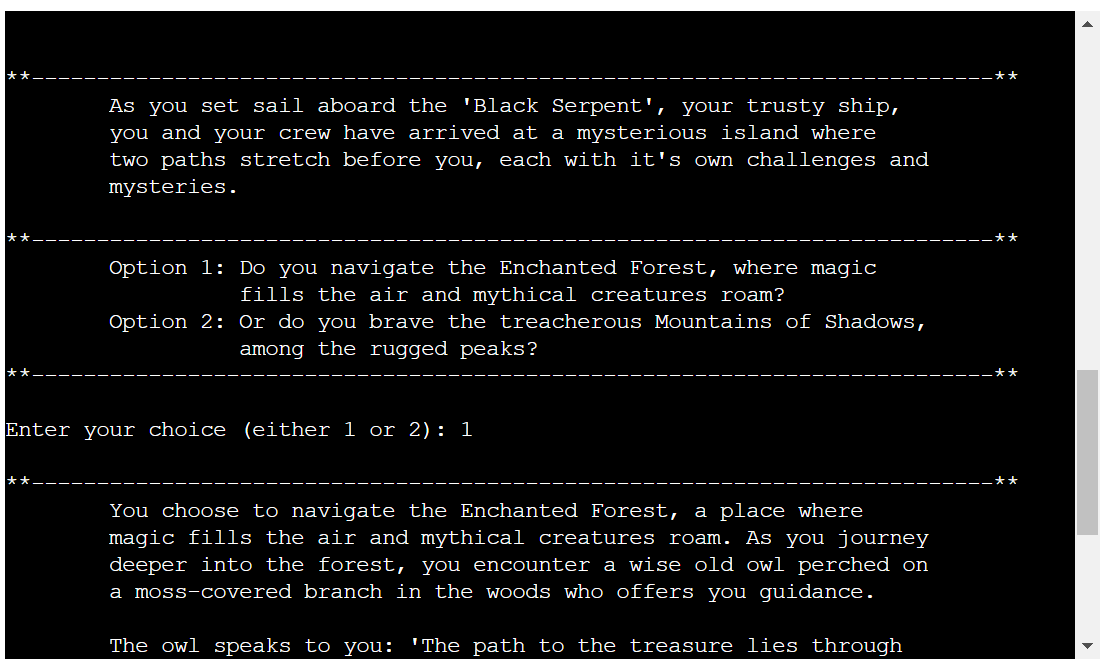 **--------------------------------------------------------------------------**
As you set sail aboard the 'Black Serpent', your trusty ship,
you and your crew have arrived at a mysterious island where
two paths stretch before you, each with it's own challenges and
mysteries.
**--------------------------------------------------------------------------**
Option 1: Do you navigate the Enchanted Forest, where magic
fills the air and mythical creatures roam?
Option 2: Or do you brave the treacherous Mountains of Shadows,
among the rugged peaks?
**--------------------------------------------------------------------------**
Enter your choice (either 1 or 2): 1
**--------------------------------------------------------------------------**
You choose to navigate the Enchanted Forest, a place where
magic fills the air and mythical creatures roam. As you journey
deeper into the forest, you encounter a wise old owl perched on
a moss-covered branch in the woods who offers you guidance.
The owl speaks to you: 'The path to the treasure lies through